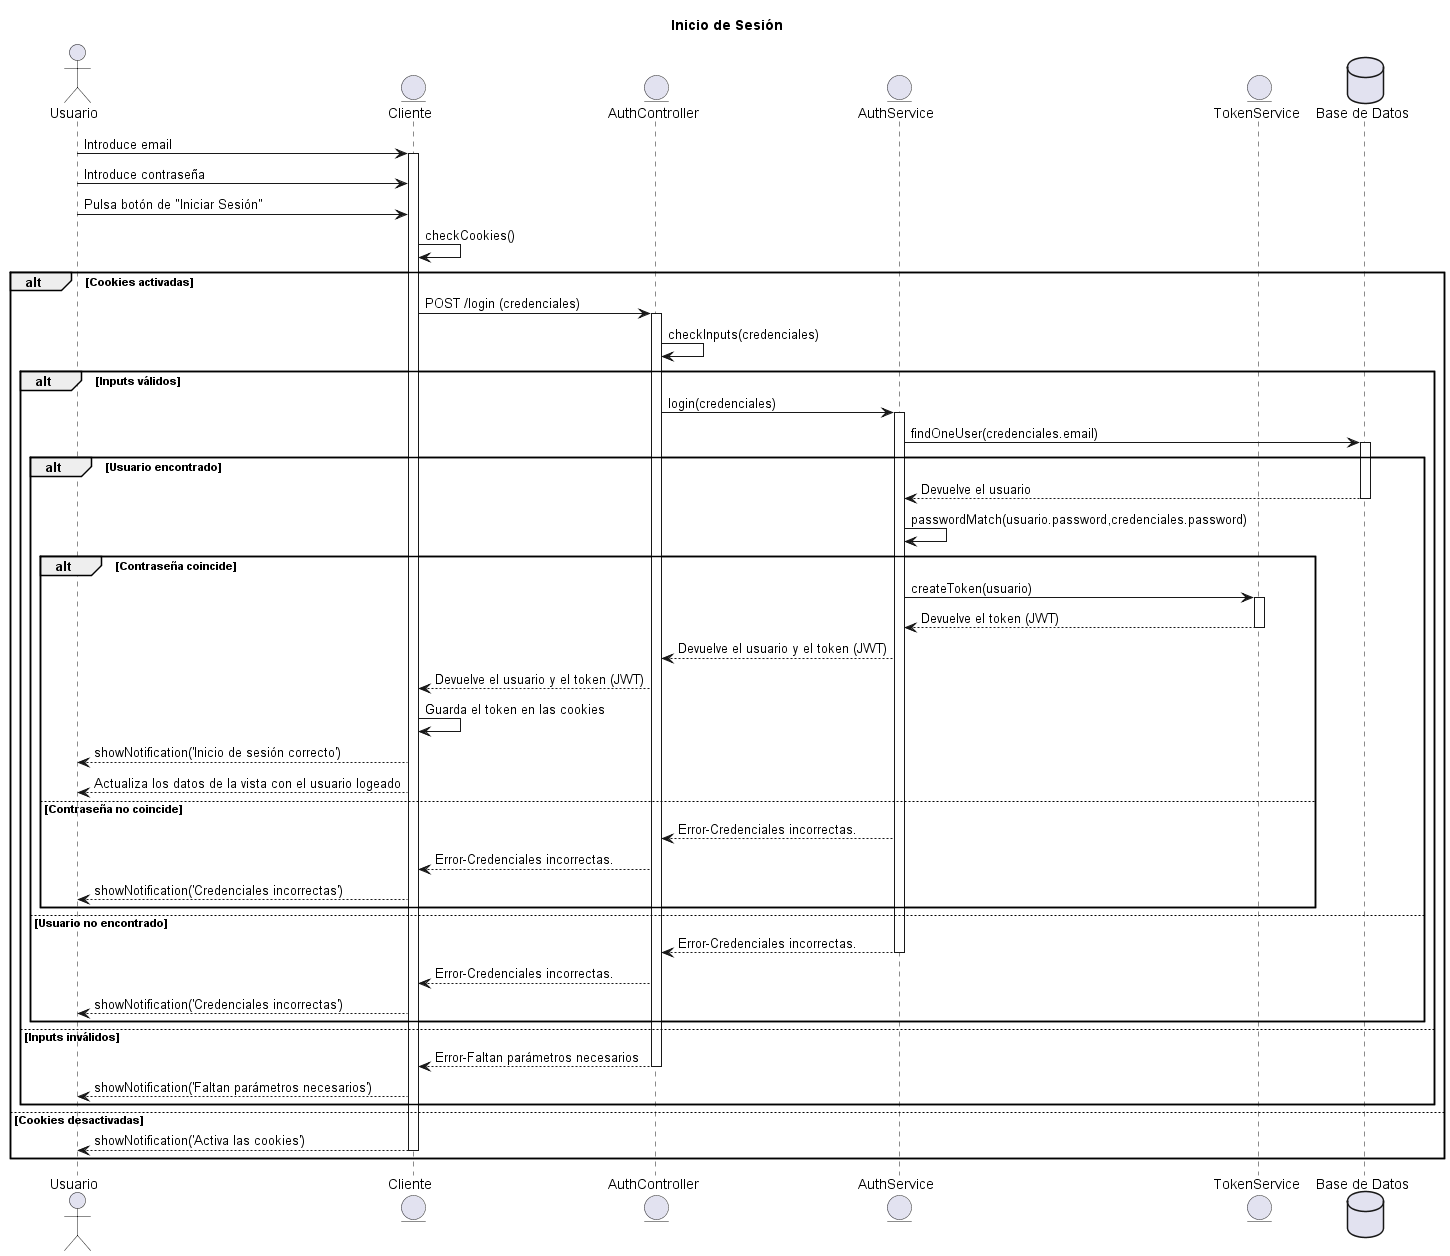 Inicio de Sesión
Usuario
Cliente
AuthController
AuthService
TokenService
Base de Datos
Introduce email
Introduce contraseña
Pulsa botón de "Iniciar Sesión"
checkCookies()
alt [Cookies activadas]
POST /login (credenciales)
checkInputs(credenciales)
alt [Inputs válidos]
login(credenciales)
findOneUser(credenciales.email)
alt [Usuario encontrado]
Devuelve el usuario
passwordMatch(usuario.password,credenciales.password)
alt [Contraseña coincide]
createToken(usuario)
Devuelve el token (JWT)
Devuelve el usuario y el token (JWT)
Devuelve el usuario y el token (JWT)
Guarda el token en las cookies
showNotification('Inicio de sesión correcto')
Actualiza los datos de la vista con el usuario logeado
[Contraseña no coincide]
Error-Credenciales incorrectas.
Error-Credenciales incorrectas.
showNotification('Credenciales incorrectas')
[Usuario no encontrado]
Error-Credenciales incorrectas.
Error-Credenciales incorrectas.
showNotification('Credenciales incorrectas')
[Inputs inválidos]
Error-Faltan parámetros necesarios
showNotification('Faltan parámetros necesarios')
[Cookies desactivadas]
showNotification('Activa las cookies')
Usuario
Cliente
AuthController
AuthService
TokenService
Base de Datos